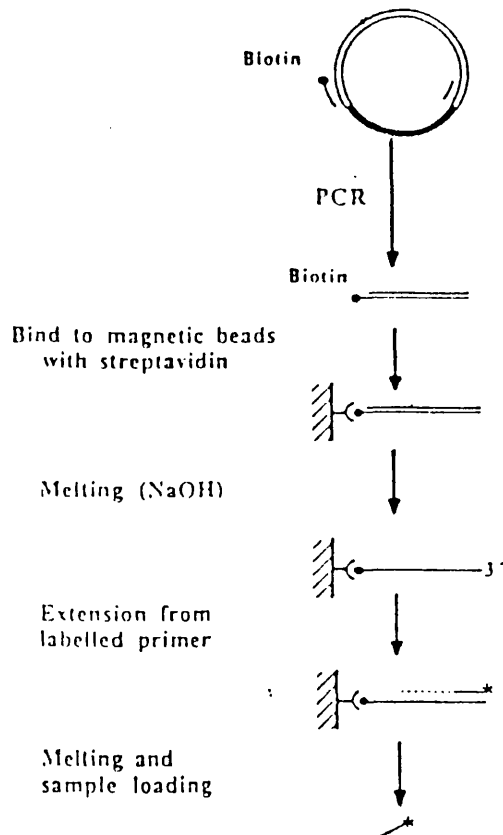 Biotin
PCR
Biotin
Bind to magnetic beads
with streptavidin
Melting (NaOH)
3'
Extension from
labelled primer
*
Melting and
sample loading
*